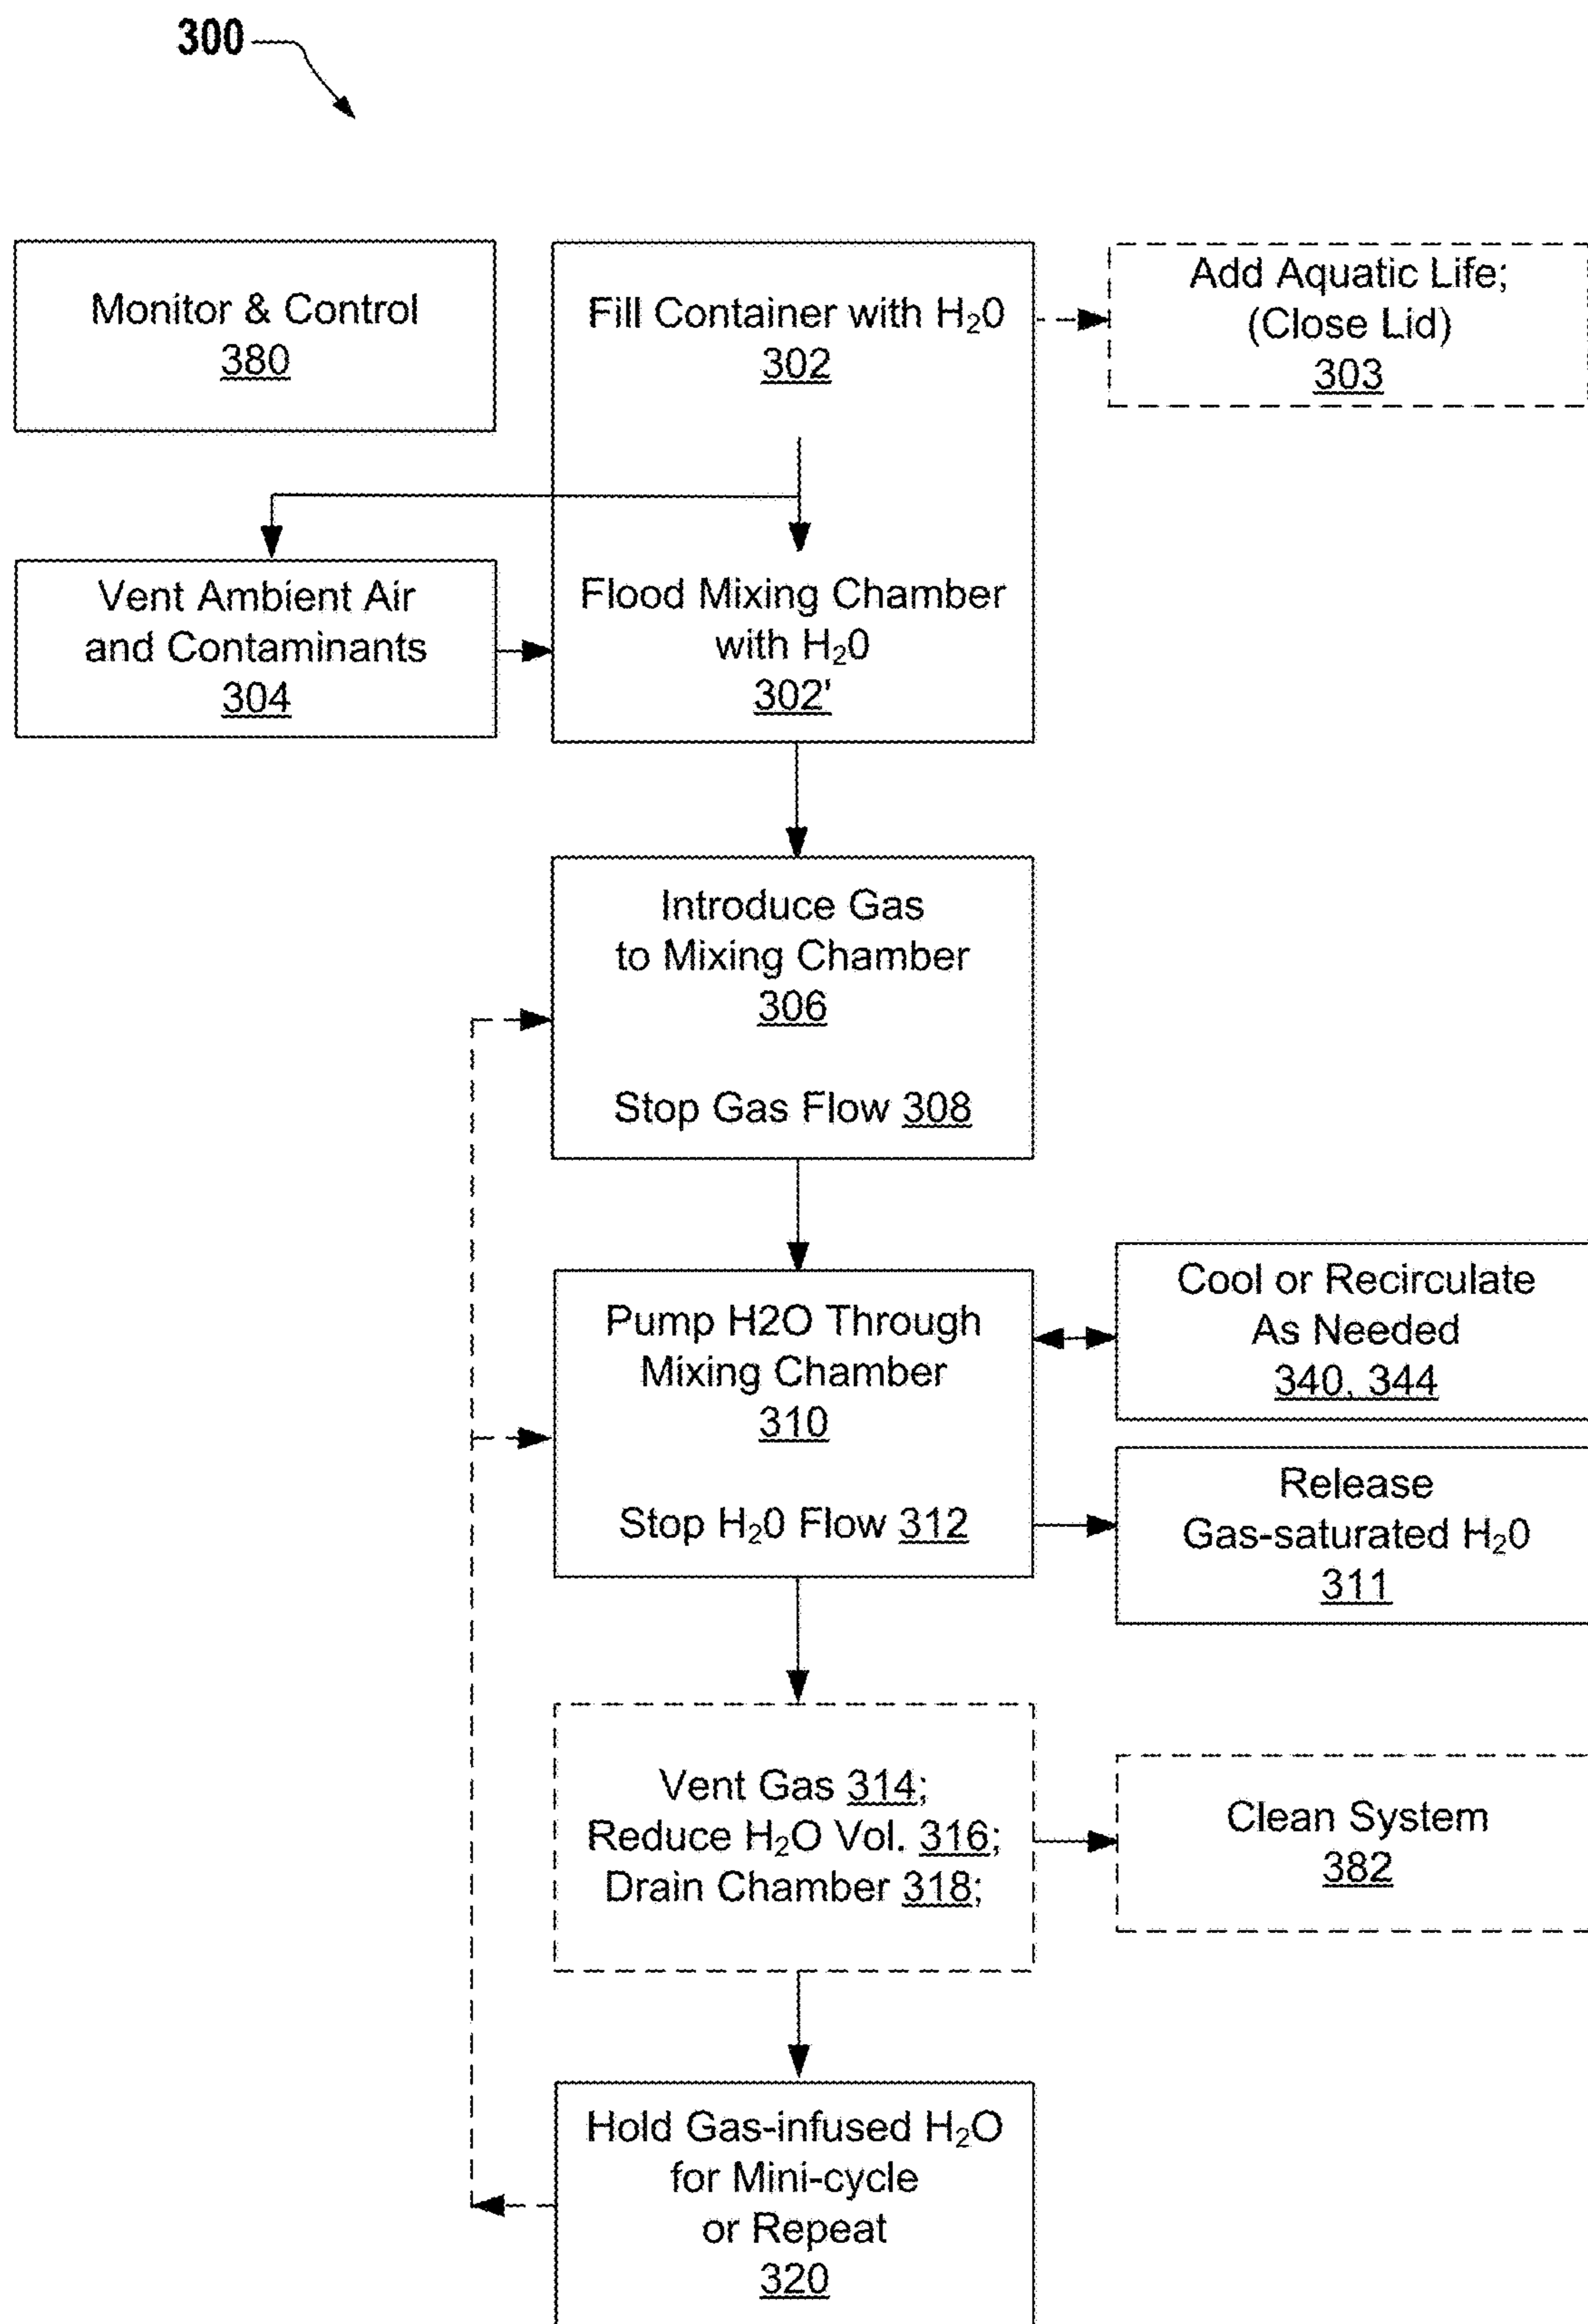 300
Monitor & Control
380
Fill Container with H₂0
302
Add Aquatic Life;
(Close Lid)
303
Vent Ambient Air
and Contaminants
304
Flood Mixing Chamber
with H₂0
302'
Introduce Gas
to Mixing Chamber
306
Stop Gas Flow 308
Pump H2O Through
Mixing Chamber
310
Stop H₂0 Flow 312
Cool or Recirculate
As Needed
340, 344
Release
Gas-saturated H₂0
311
Vent Gas 314;
Reduce H₂O Vol. 316;
Drain Chamber 318;
Clean System
382
Hold Gas-infused H₂O
for Mini-cycle
or Repeat
320